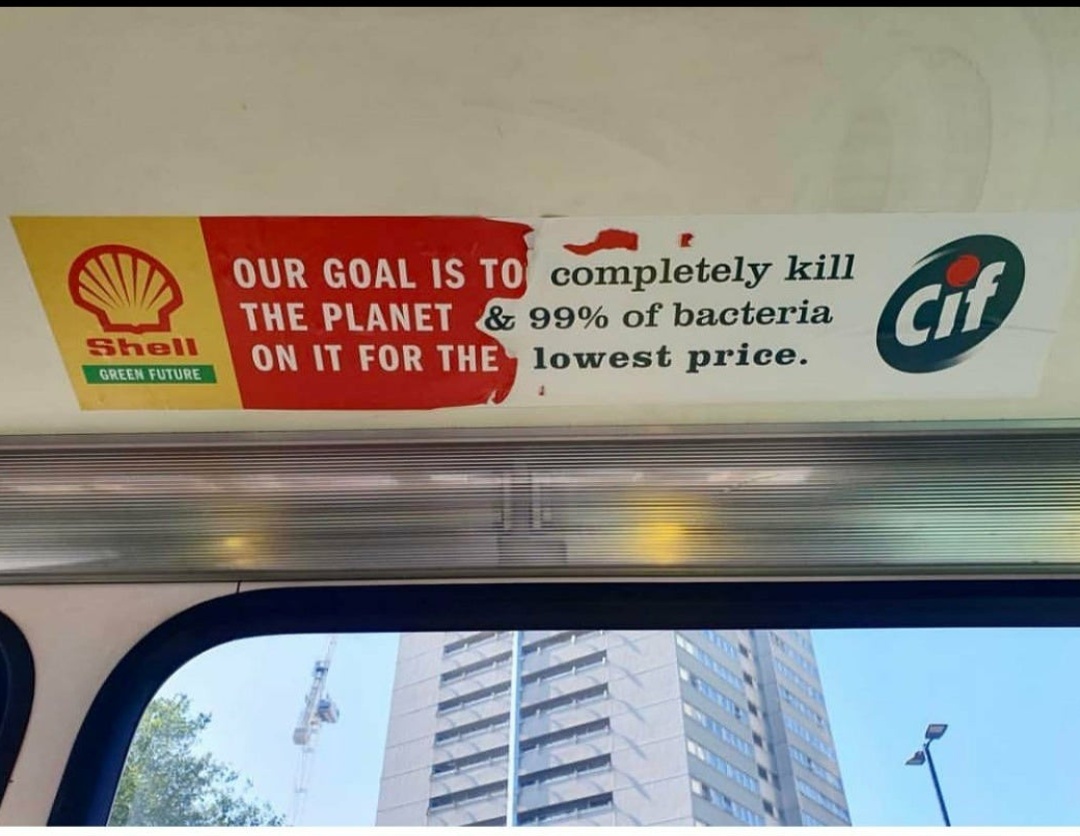 Shell
GREEN FUTURE
OUR GOAL IS TO completely kill
THE PLANET & 99% of bacteria
ON IT FOR THE lowest price.
Cif